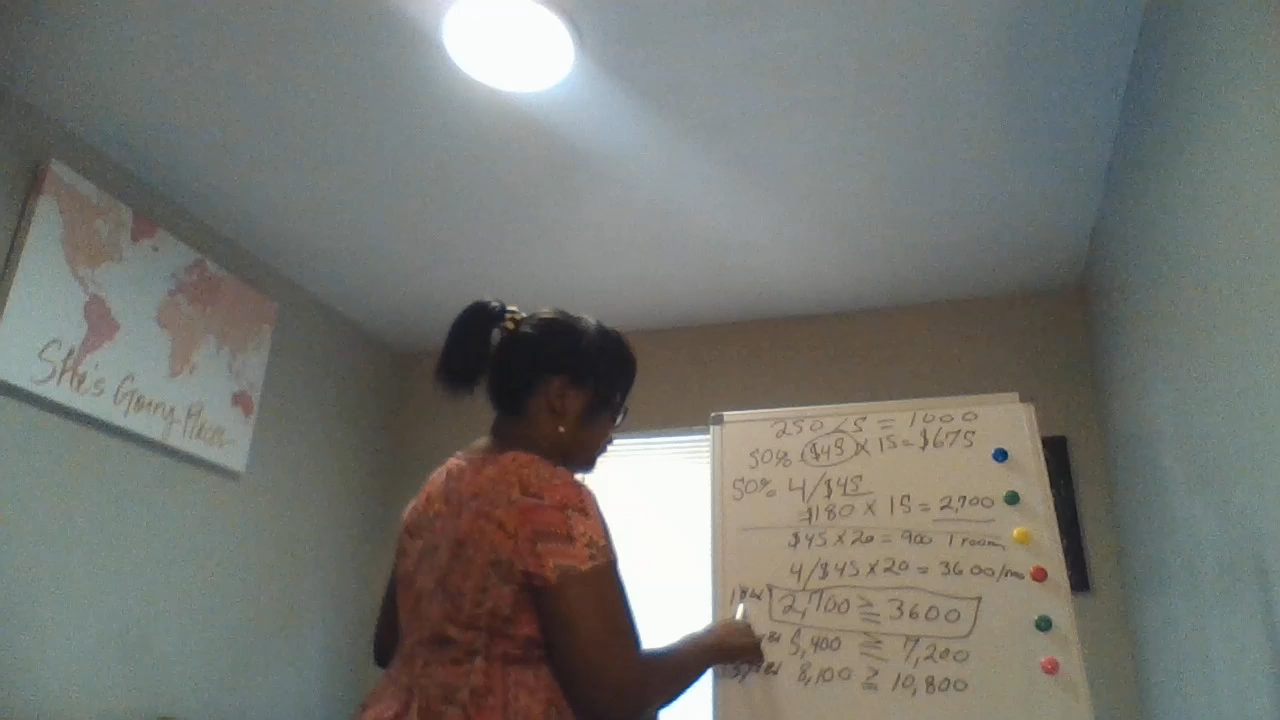 SHe's Going Places
250 / 5 = 1000
50% $45 × 15 = $675
50% 4/$45
$180 × 15 = 2,700
$45 × 20 = 900 1 room
4/$45 × 20 = 3600/mo
2,700 ≥ 3600
5,400 ≥ 7,200
8,100 ≥ 10,800